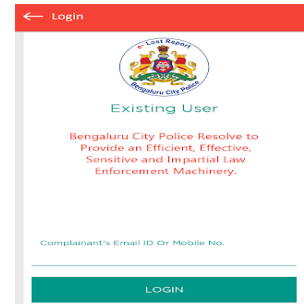 ← Login
e- Lost Report
Bengaluru City Police
Existing User
Bengaluru City Police Resolve to
Provide an Efficient, Effective,
Sensitive and Impartial Law
Enforcement Machinery.
Complainant's Email ID Or Mobile No.
LOGIN